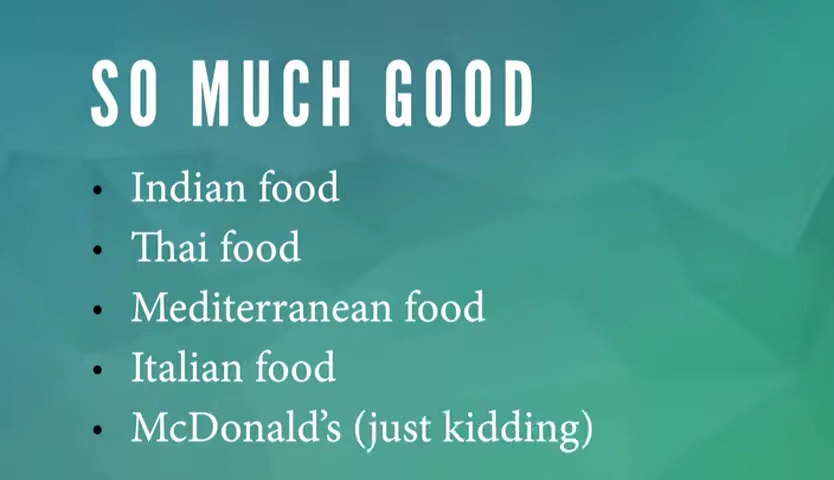 SO MUCH GOOD
• Indian food
• Thai food
• Mediterranean food
• Italian food
• McDonald’s (just kidding)